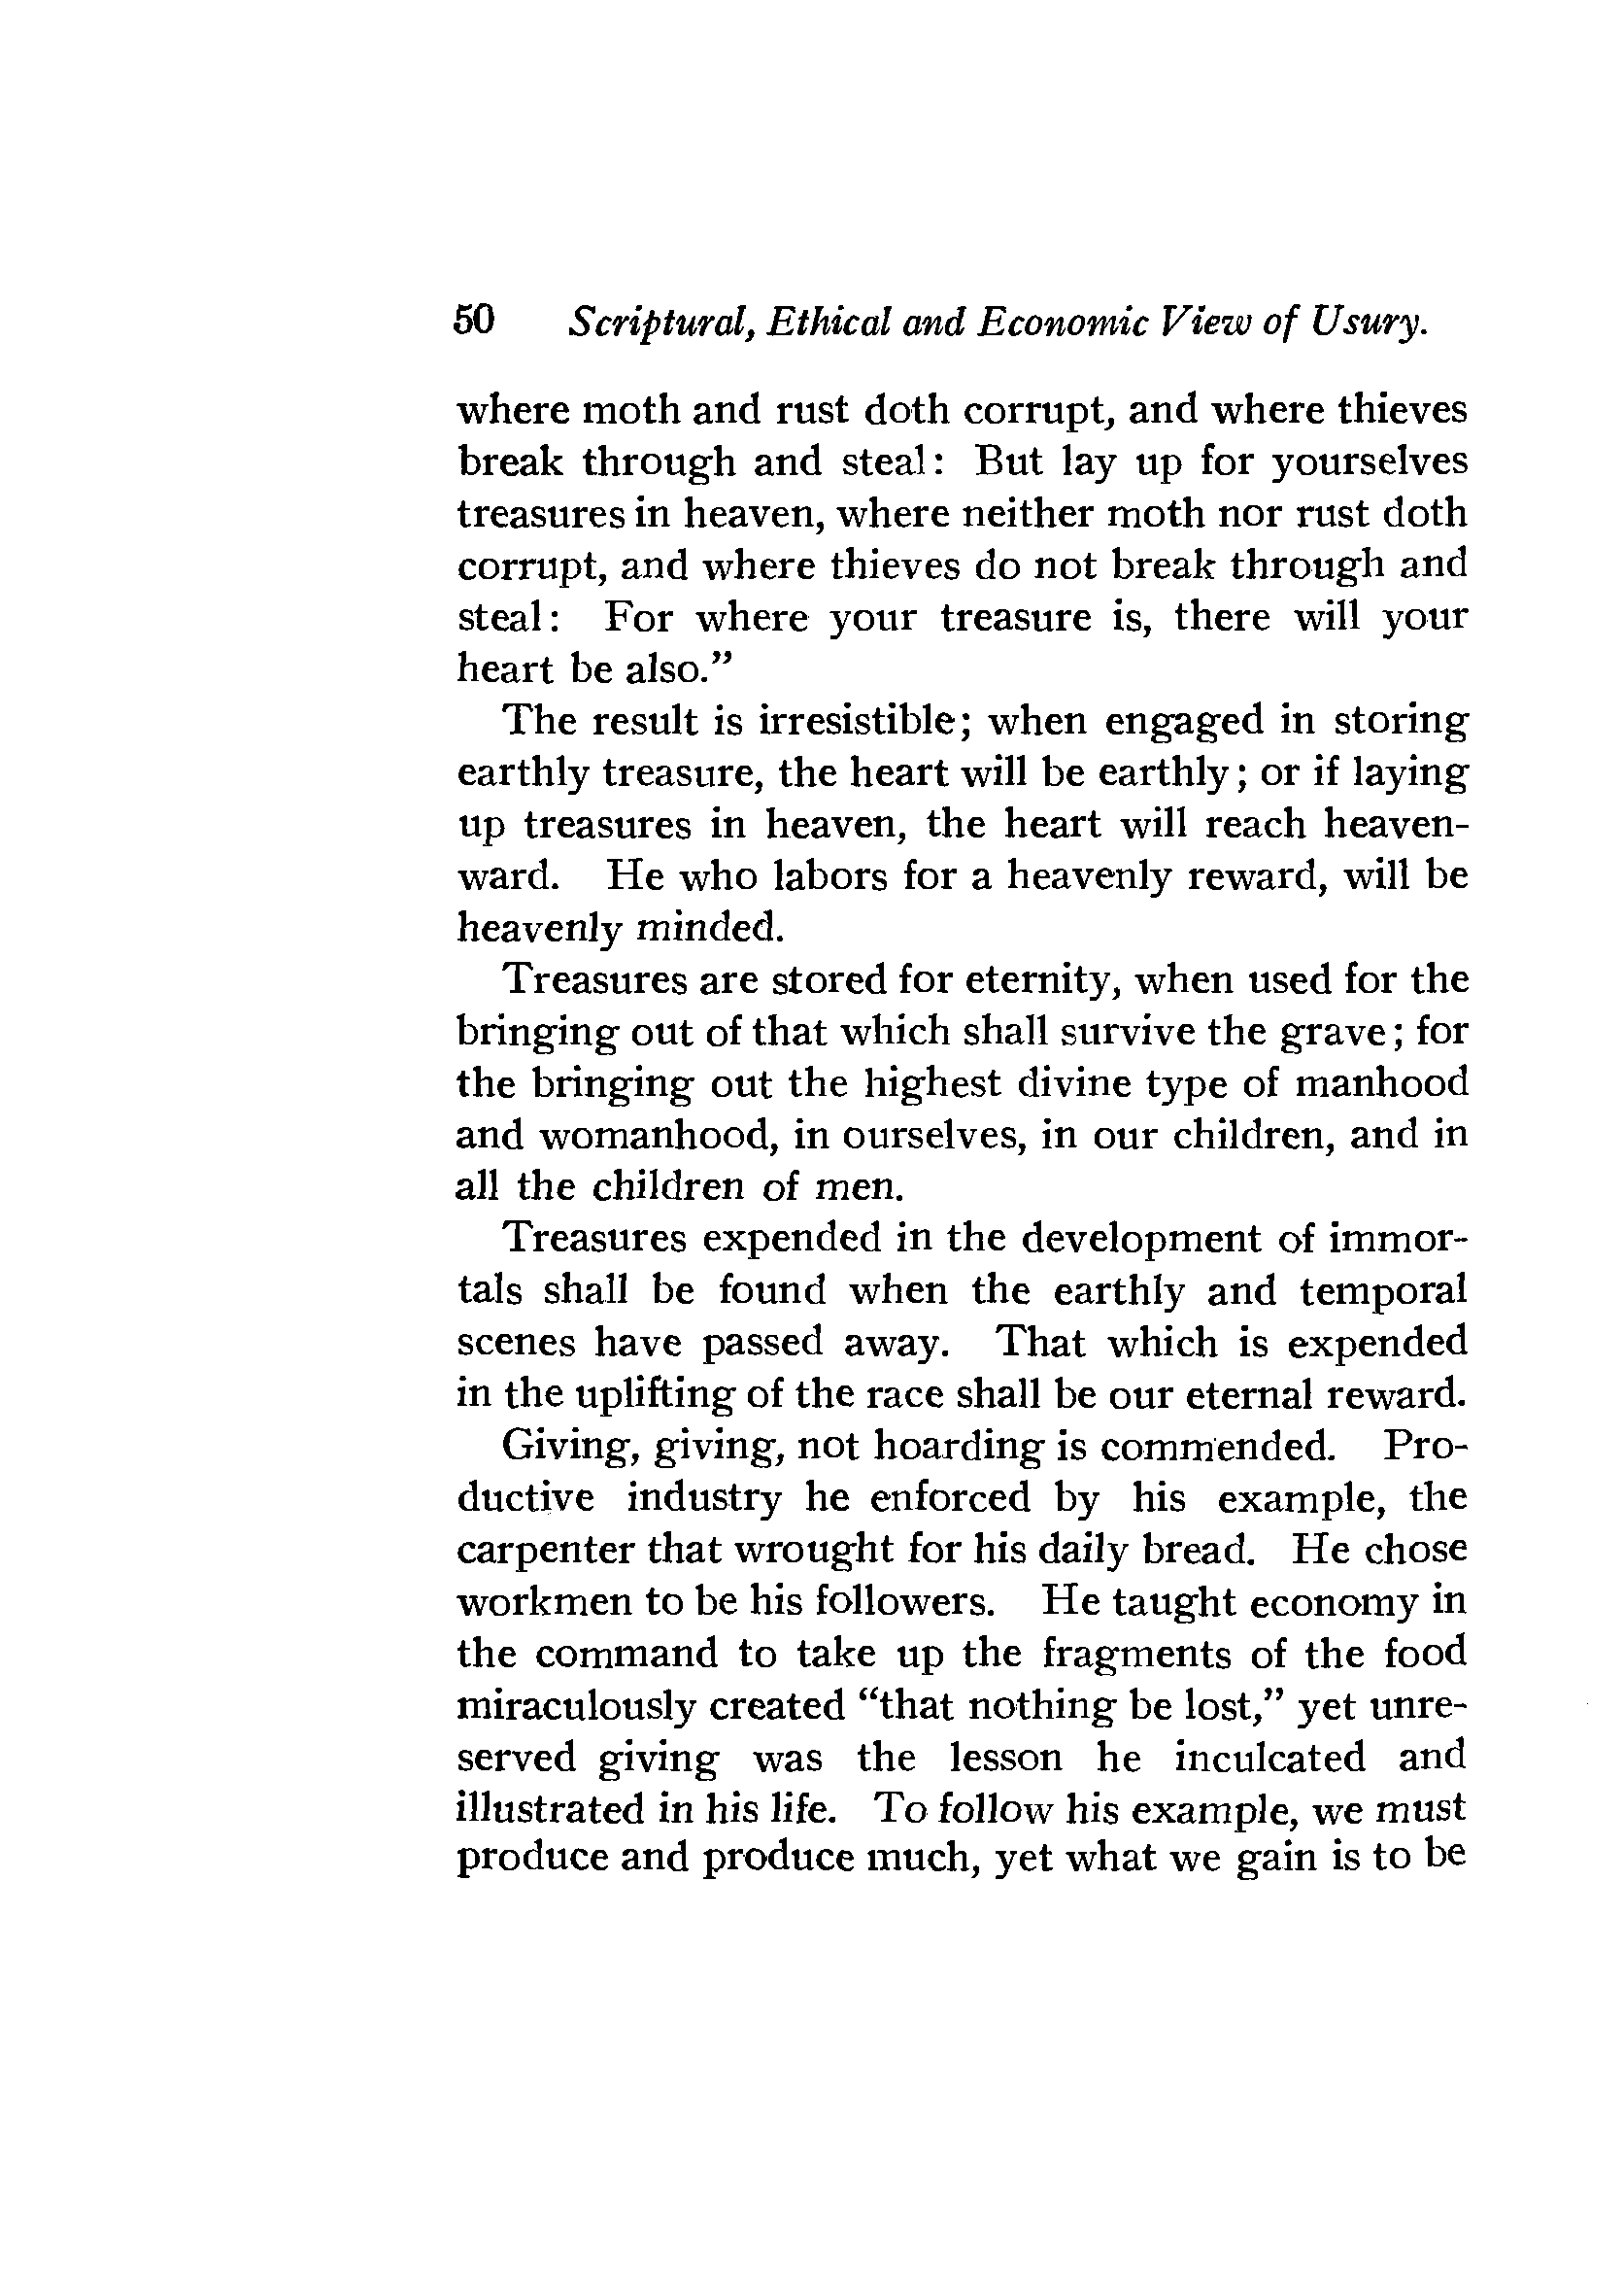 50 Scriptural, Ethical and Economic View of Usury.
where moth and rust doth corrupt, and where thieves
break through and steal: But lay up for yourselves
treasures in heaven, where neither moth nor rust doth
corrupt, and where thieves do not break through and
steal: For where your treasure is, there will your
heart be also.”
The result is irresistible; when engaged in storing
earthly treasure, the heart will be earthly; or if laying
up treasures in heaven, the heart will reach heaven-
ward. He who labors for a heavenly reward, will be
heavenly minded.
Treasures are stored for eternity, when used for the
bringing out of that which shall survive the grave; for
the bringing out the highest divine type of manhood
and womanhood, in ourselves, in our children, and in
all the children of men.
Treasures expended in the development of immor-
tals shall be found when the earthly and temporal
scenes have passed away. That which is expended
in the uplifting of the race shall be our eternal reward.
Giving, giving, not hoarding is commended. Pro-
ductive industry he enforced by his example, the
carpenter that wrought for his daily bread. He chose
workmen to be his followers. He taught economy in
the command to take up the fragments of the food
miraculously created “that nothing be lost,” yet unre-
served giving was the lesson he inculcated and
illustrated in his life. To follow his example, we must
produce and produce much, yet what we gain is to be